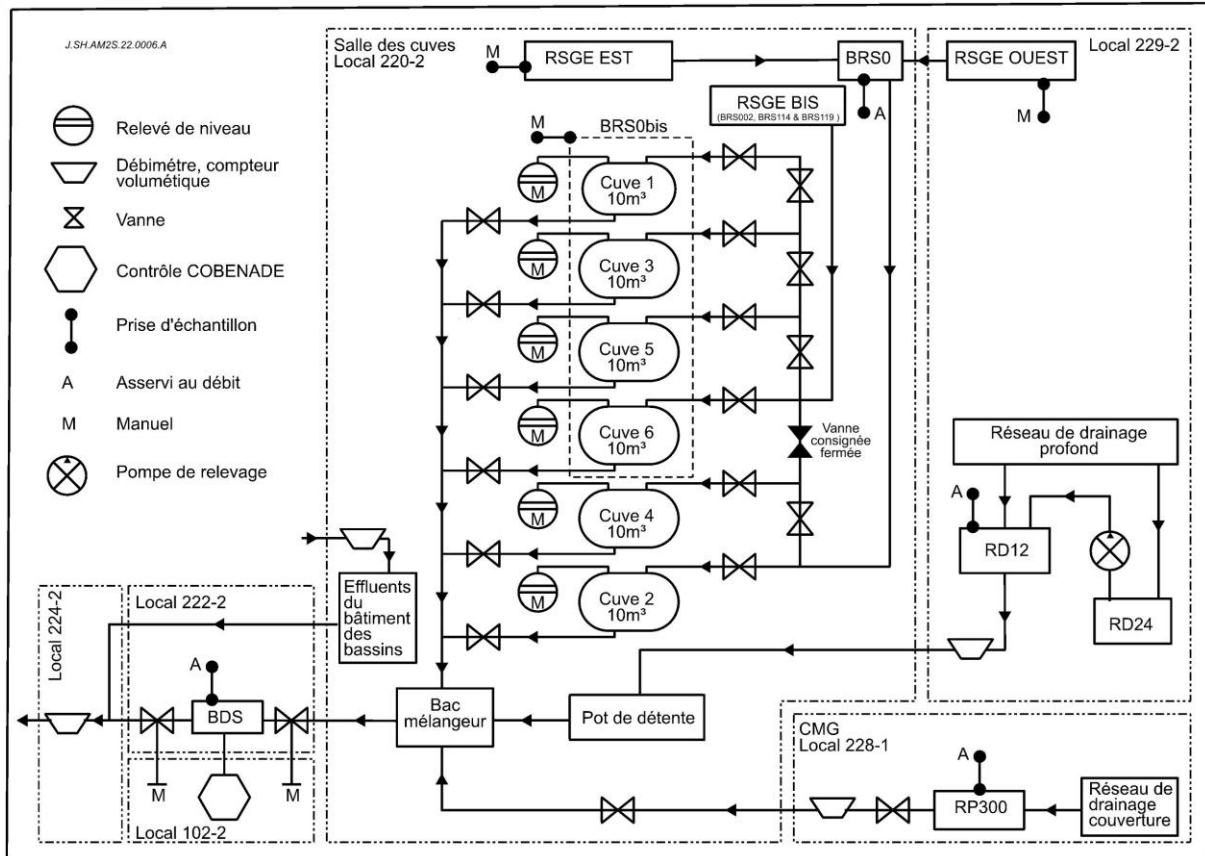 J.SH.AM2S.22.0006.A
Relevé de niveau
Débimétre, compteur
volumétique
Vanne
Contrôle COBENADE
Prise d'échantillon
A
Asservi au débit
M
Manuel
Pompe de relevage
Salle des cuves
Local 220-2
M
RSGE EST
BRS0
A
RSGE OUEST
M
Local 229-2
RSGE BIS
(BRS002, BRS114 & BRS119 )
M
BRS0bis
M
Cuve 1
10m³
M
Cuve 3
10m³
M
Cuve 5
10m³
M
Cuve 6
10m³
Vanne
consignée
fermée
M
Cuve 4
10m³
M
Cuve 2
10m³
Réseau de drainage
profond
A
RD12
RD24
Effluents
du
bâtiment
des
bassins
Local 224-2
Local 222-2
A
BDS
M
M
Local 102-2
Bac
mélangeur
Pot de détente
CMG
Local 228-1
A
RP300
Réseau de
drainage
couverture